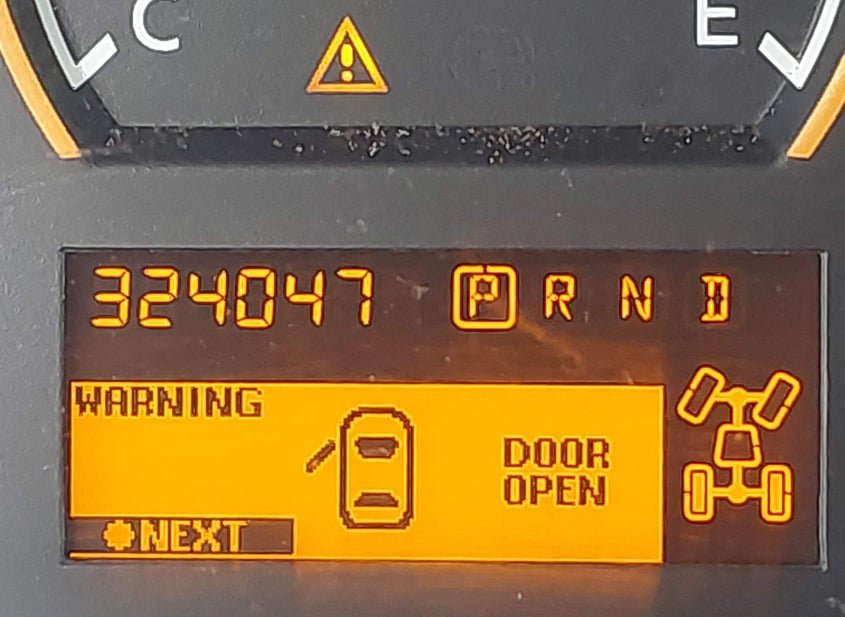 C E
324047 P R N D
WARNING
DOOR
OPEN
NEXT